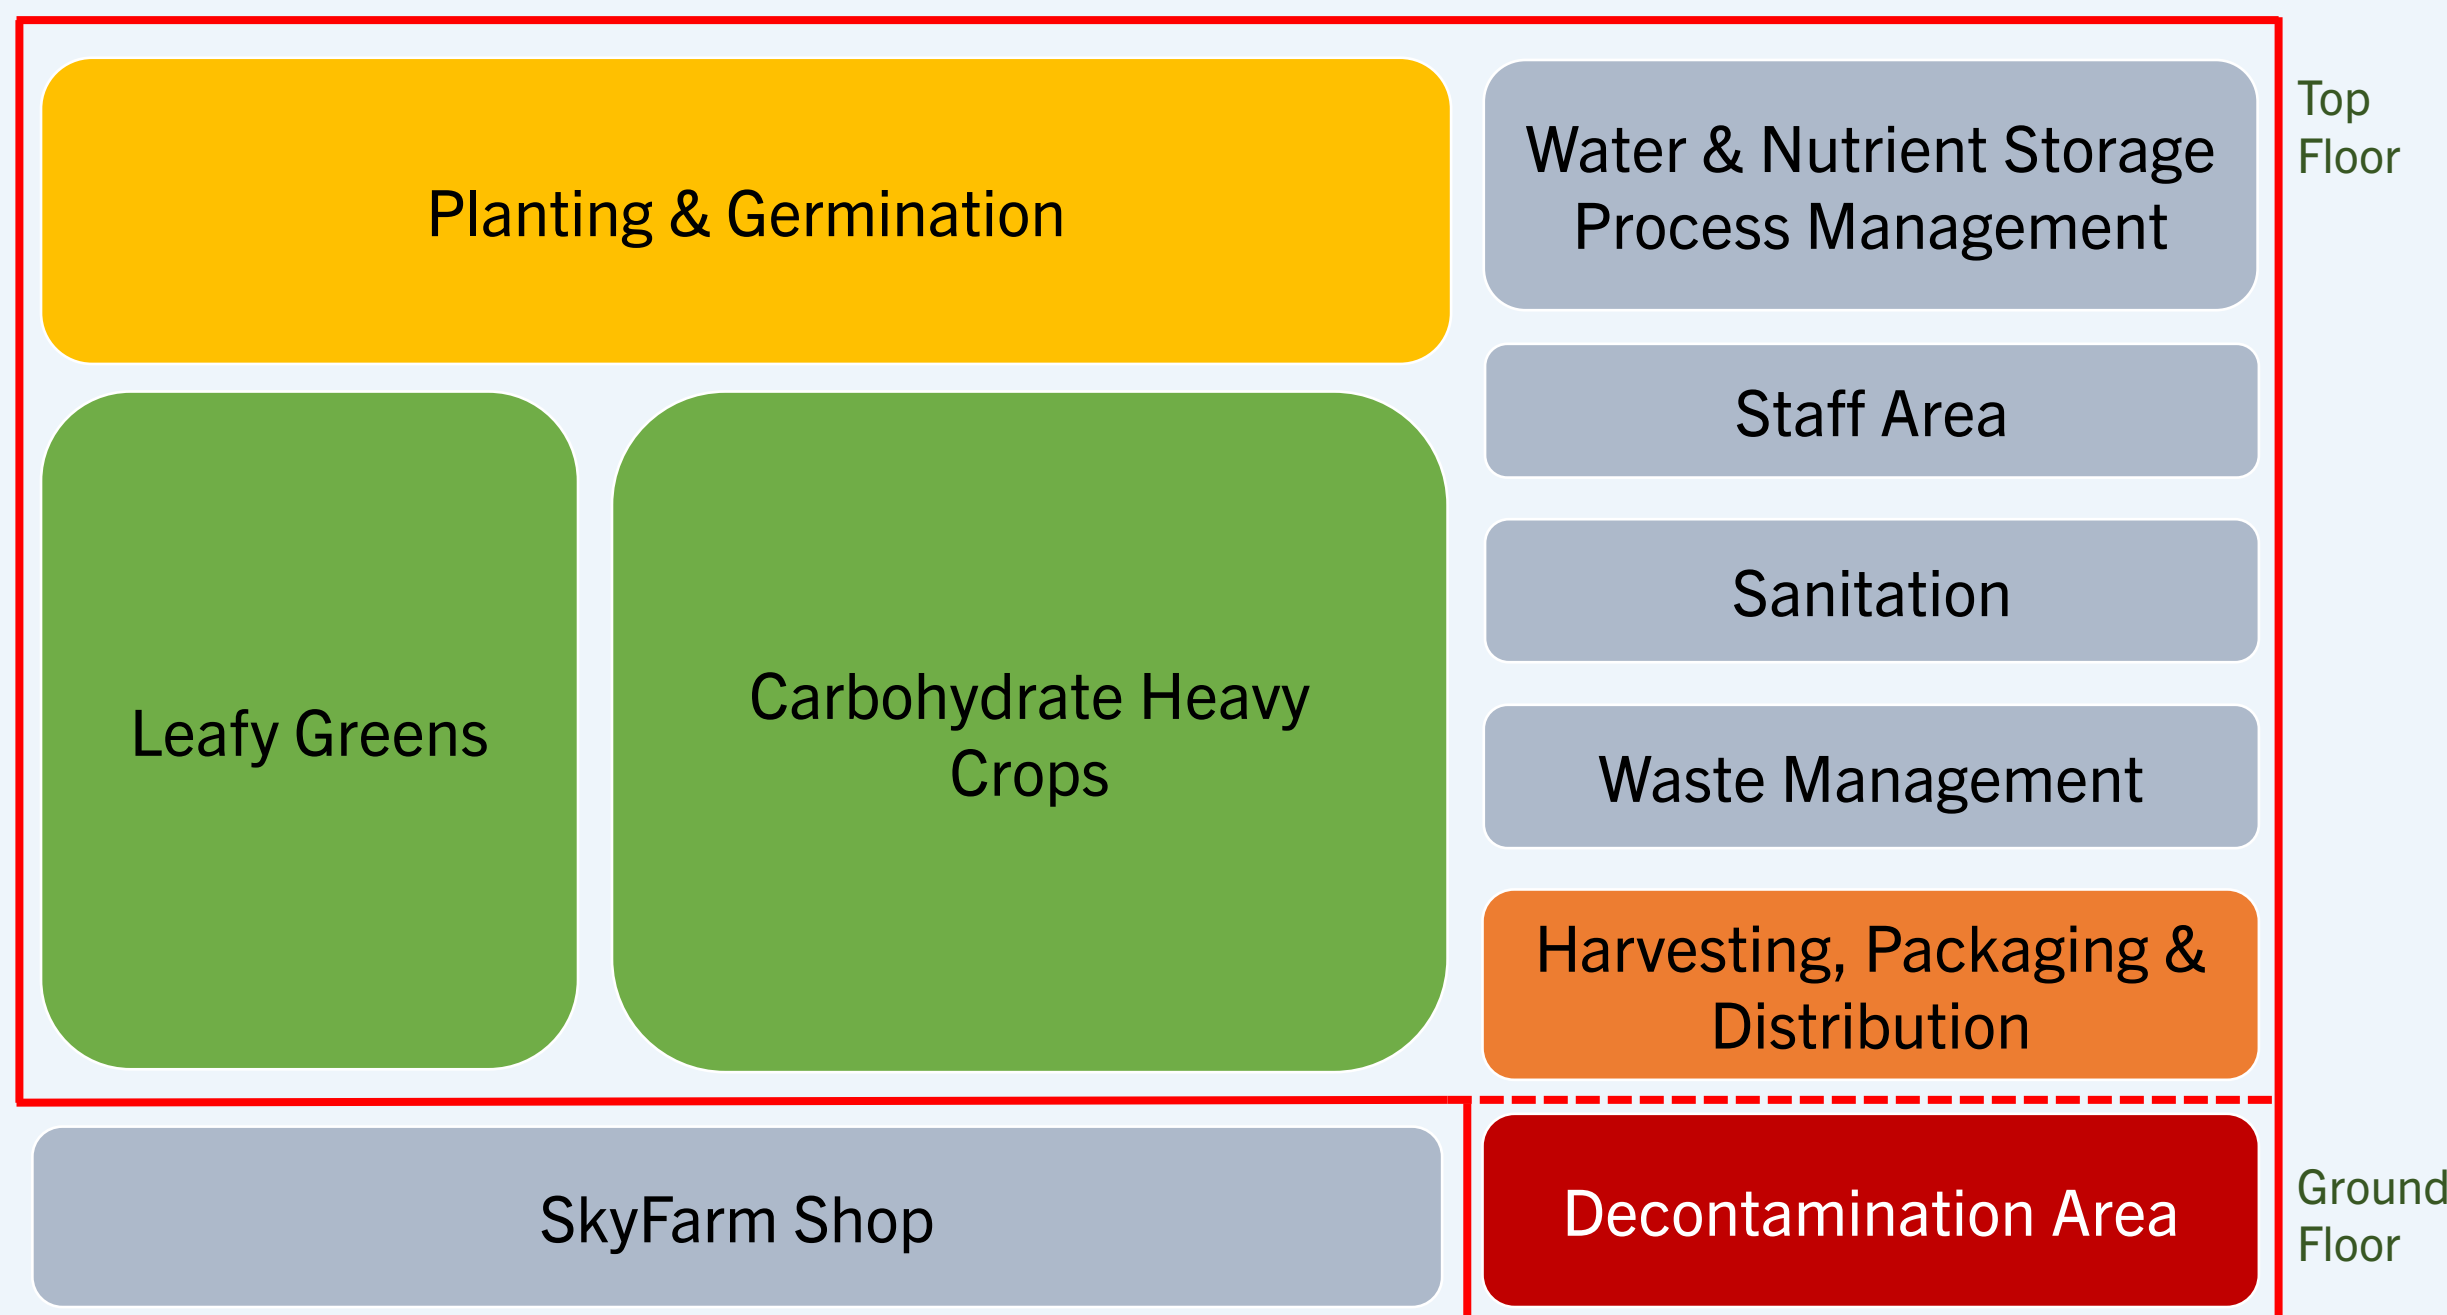 Planting & Germination
Water & Nutrient Storage
Process Management
Top
Floor
Staff Area
Sanitation
Leafy Greens
Carbohydrate Heavy
Crops
Waste Management
Harvesting, Packaging &
Distribution
SkyFarm Shop
Decontamination Area
Ground
Floor